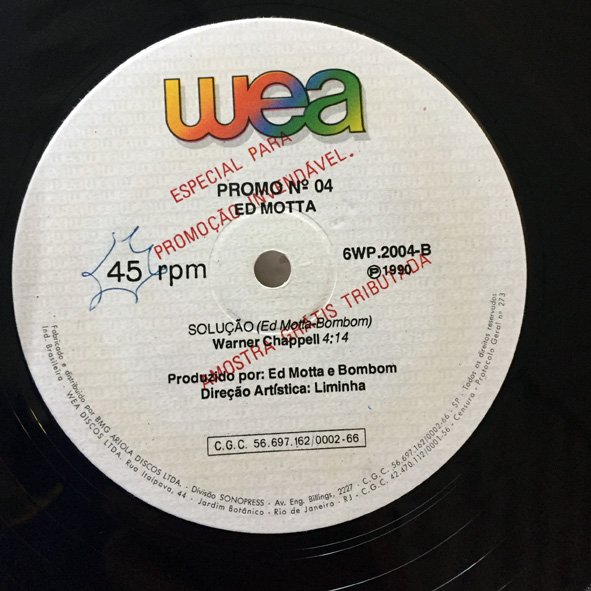 wea
ESPECIAL PARA
PROMOÇÃO INVENDÁVEL.
AMOSTRA GRÁTIS TRIBUTADA
PROMO Nº 04
ED MOTTA
45 rpm
6WP.2004-B
Ⓟ 1990
SOLUÇÃO (Ed Motta-Bombom)
Warner Chappell 4:14
Produzido por: Ed Motta e Bombom
Direção Artística: Liminha
C.G.C. 56.697.162/0002-66
Fabricado e distribuído por BMG ARIOLA DISCOS LTDA. - Divisão SONOPRESS - Av. Eng. Billings, 2227 - C.G.C. 56.697.162/0002-66 - S.P. - Todos os direitos reservados
Ind. Brasileira - WEA DISCOS LTDA. Rua Itaipava, 44 - Jardim Botânico - Rio de Janeiro - RJ - C.G.C. 42.470.112/0001-56 - Censura - Protocolo Geral nº 273